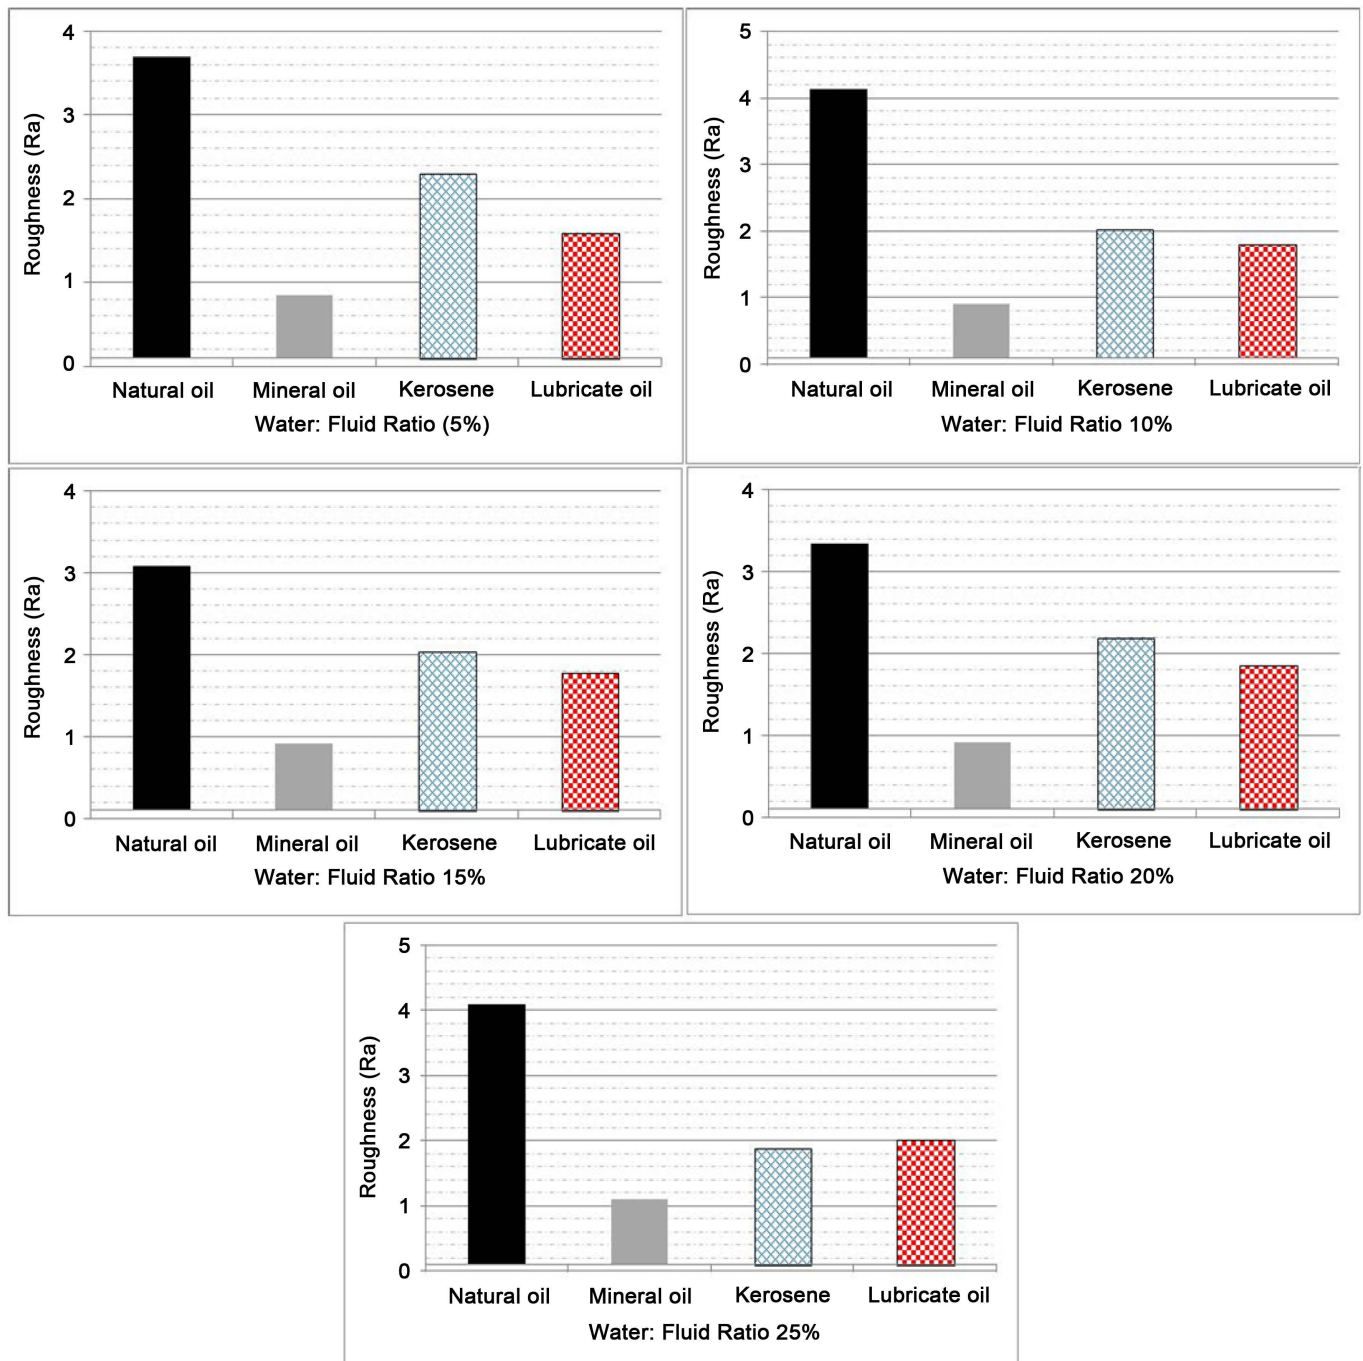 4
3
2
1
0
Roughness (Ra)
Natural oil Mineral oil Kerosene Lubricate oil
Water: Fluid Ratio (5%)
5
4
3
2
1
0
Roughness (Ra)
Natural oil Mineral oil Kerosene Lubricate oil
Water: Fluid Ratio 10%
4
3
2
1
0
Roughness (Ra)
Natural oil Mineral oil Kerosene Lubricate oil
Water: Fluid Ratio 15%
4
3
2
1
0
Roughness (Ra)
Natural oil Mineral oil Kerosene Lubricate oil
Water: Fluid Ratio 20%
5
4
3
2
1
0
Roughness (Ra)
Natural oil Mineral oil Kerosene Lubricate oil
Water: Fluid Ratio 25%